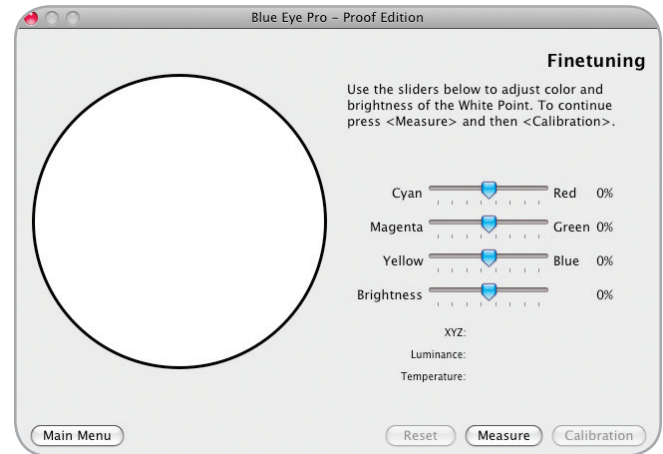 Blue Eye Pro – Proof Edition
Finetuning
Use the sliders below to adjust color and
brightness of the White Point. To continue
press <Measure> and then <Calibration>.
Cyan Red 0%
Magenta Green 0%
Yellow Blue 0%
Brightness 0%
XYZ:
Luminance:
Temperature:
Main Menu Reset Measure Calibration